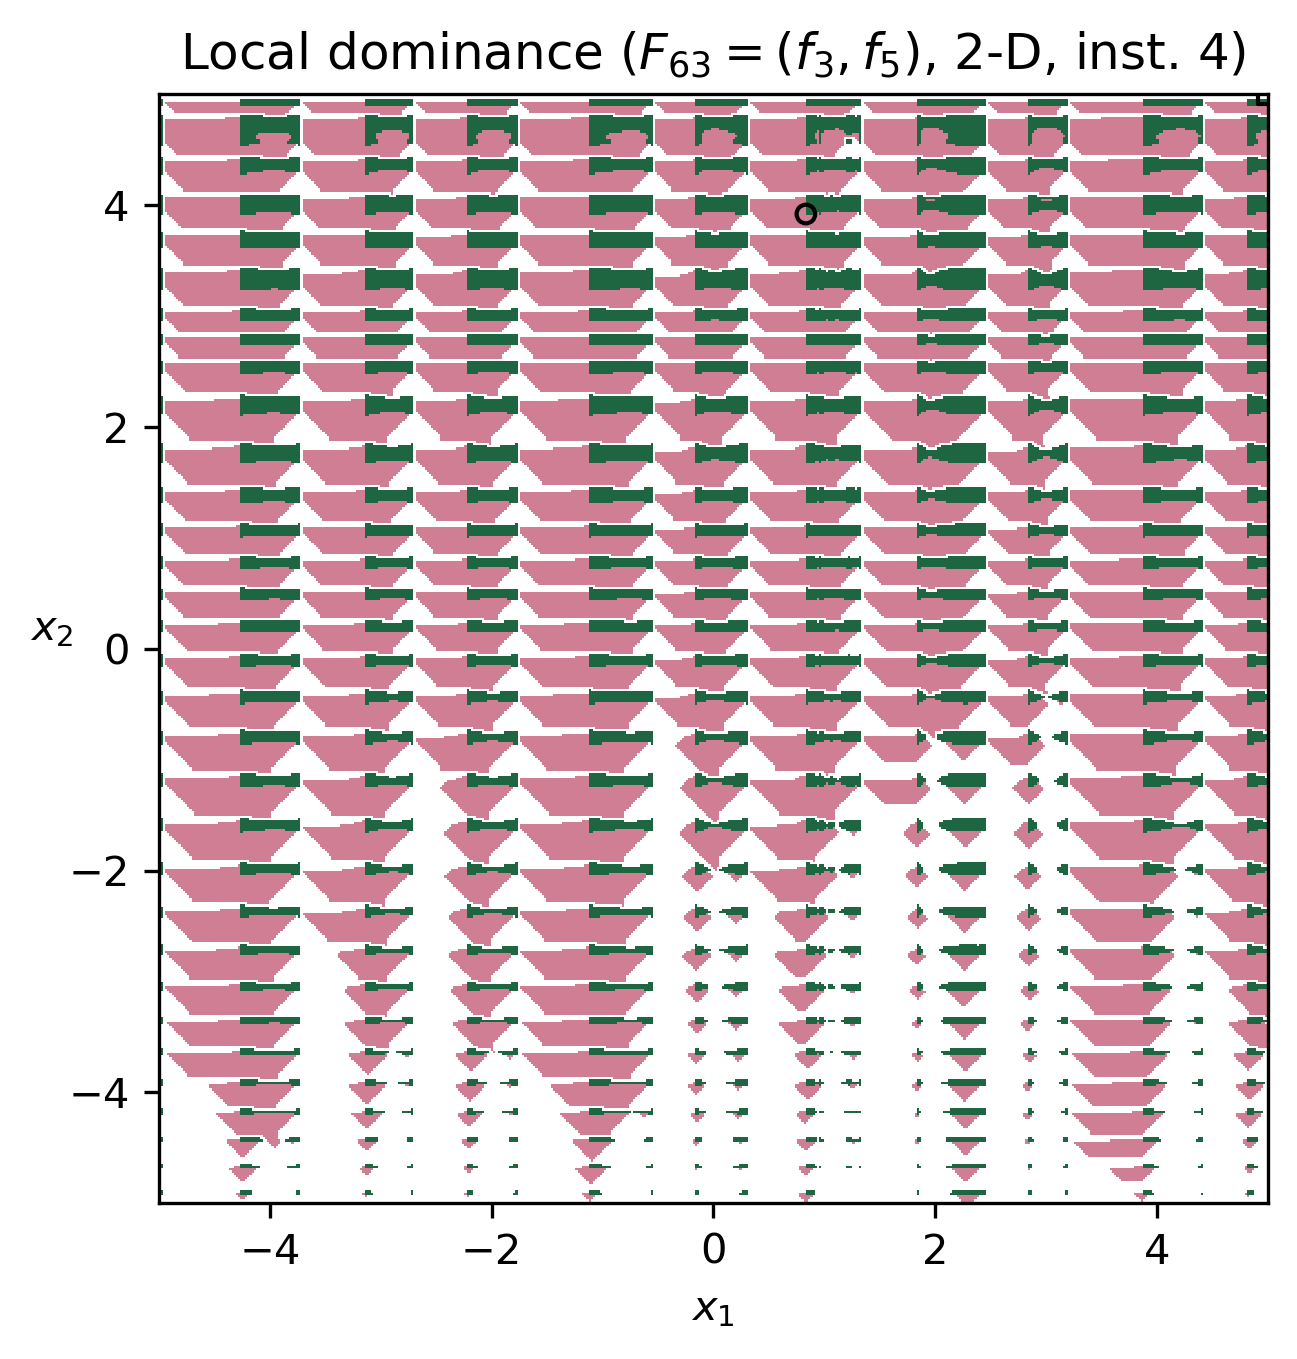 Local dominance (F₆₃ = (f₃, f₅), 2-D, inst. 4)
4
2
x₂
0
−2
−4
−4 −2 0 2 4
x₁